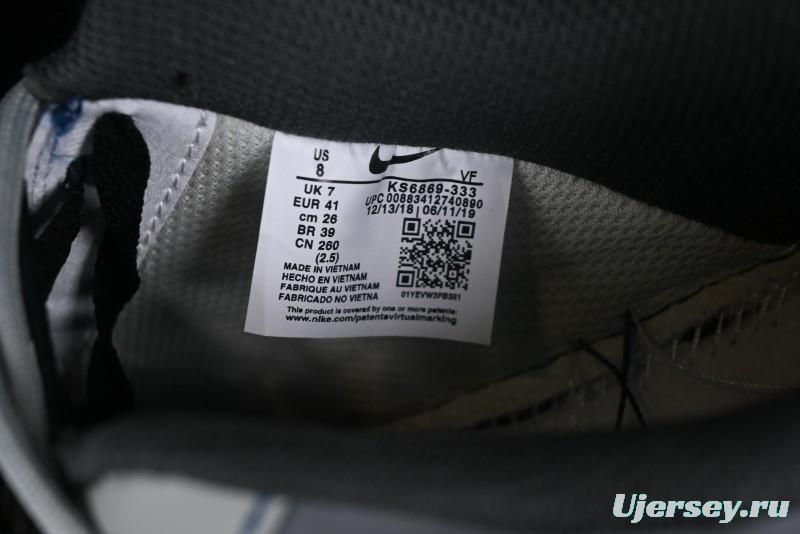 US
8
VF
UK 7
EUR 41
cm 26
BR 39
CN 260
(2.5)
KS6869-333
UPC 00883412740890
12/13/18 | 06/11/19
01YEVW3PB381
MADE IN VIETNAM
HECHO EN VIETNAM
FABRIQUE AU VIETNAM
FABRICADO NO VIETNA
This product is covered by one or more patents:
www.nike.com/patentsvirtualmarking
Ujersey.ru